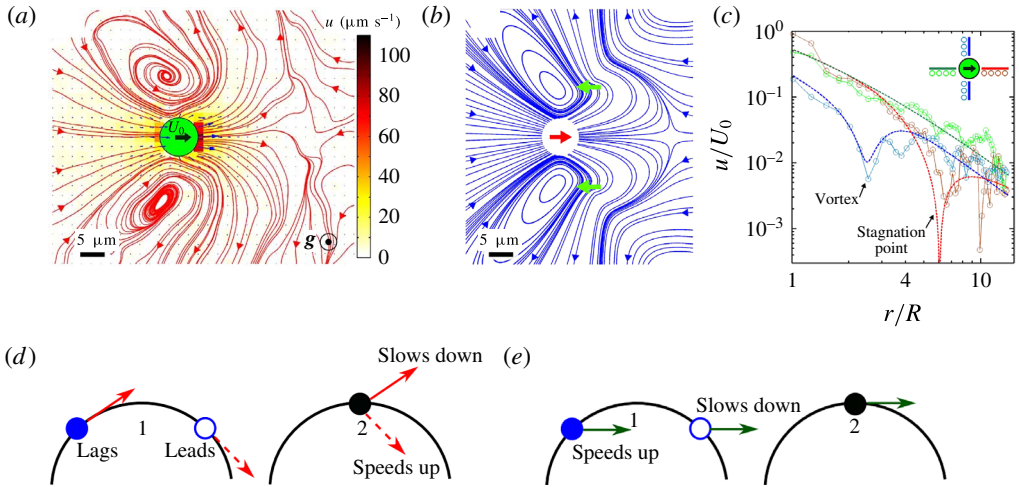 (a)
u (μm s⁻¹)
100
80
60
40
20
0
U₀
5 μm
g
(b)
5 μm
(c)
10⁰
10⁻¹
10⁻²
10⁻³
u/U₀
Vortex
Stagnation
point
1
4
10
r/R
(d)
1
Lags
Leads
Slows down
2
Speeds up
(e)
1
Slows down
Speeds up
2